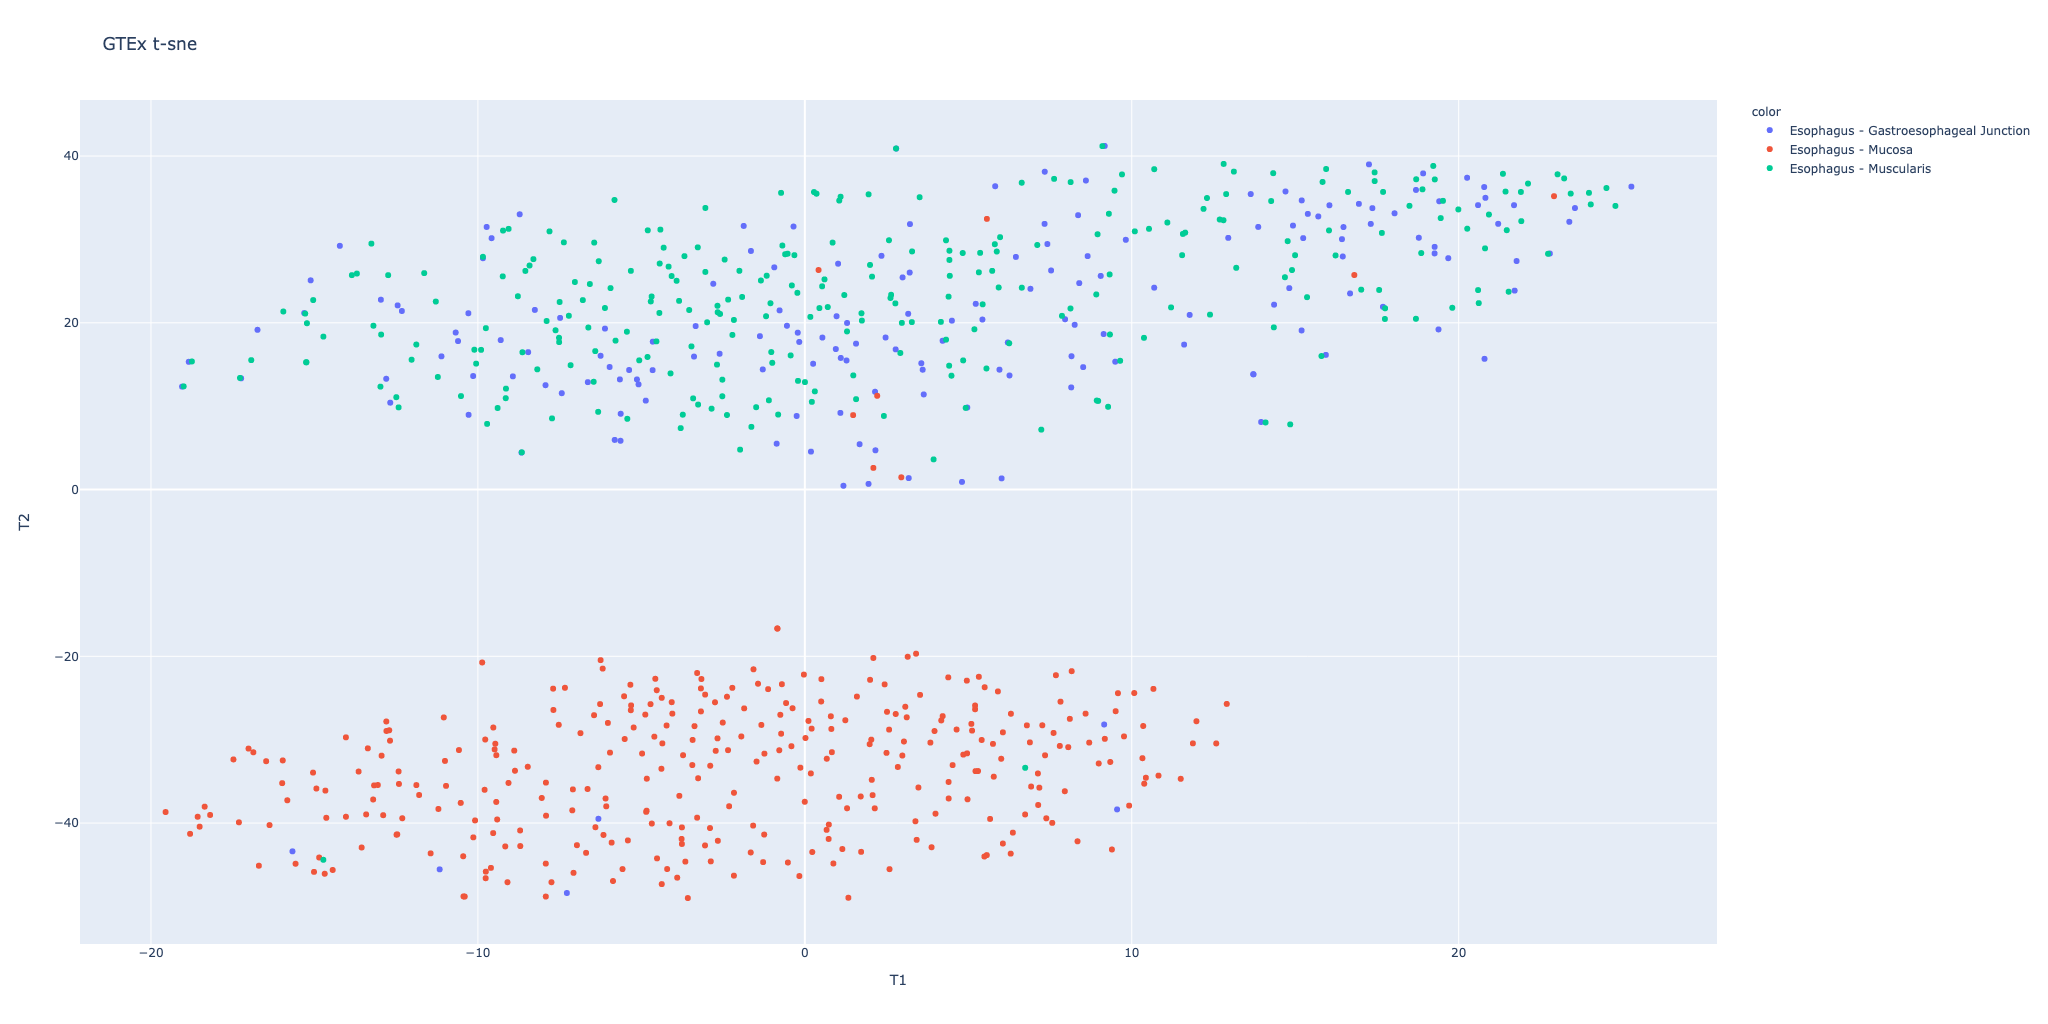 GTEx t-sne
color
Esophagus - Gastroesophageal Junction
Esophagus - Mucosa
Esophagus - Muscularis
40
20
0
−20
−40
T2
−20
−10
0
10
20
T1